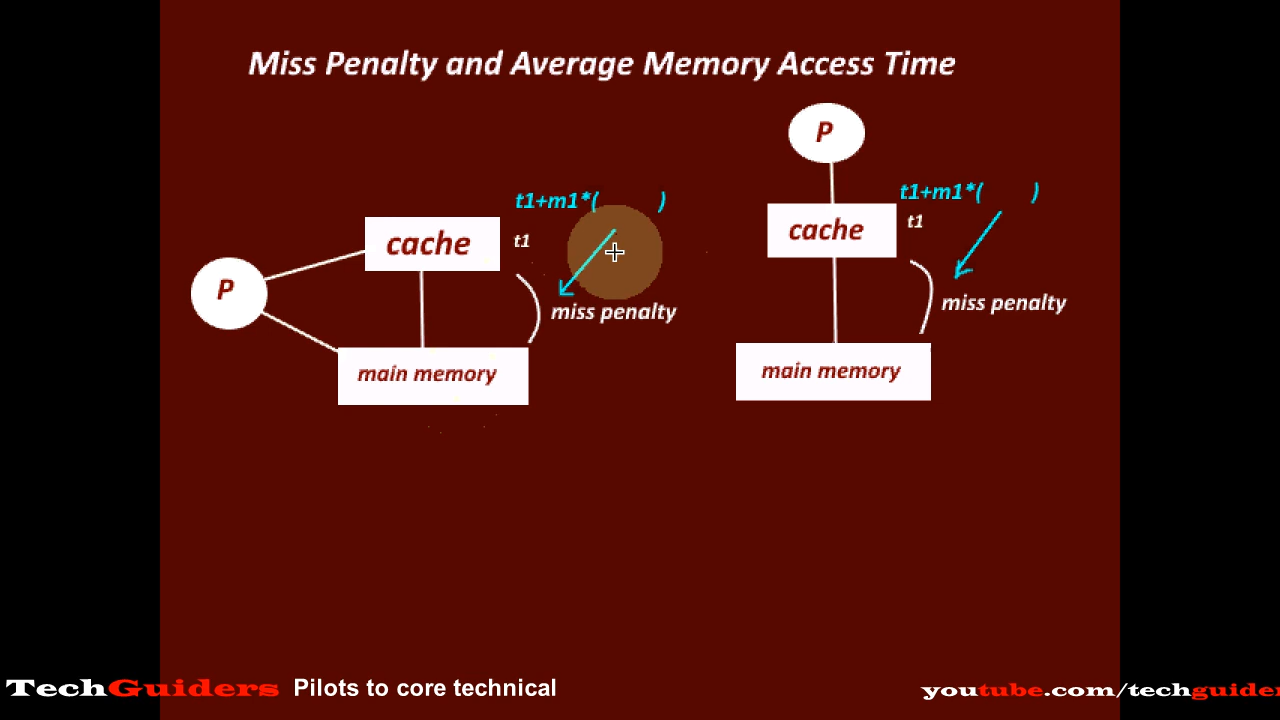 Miss Penalty and Average Memory Access Time
P
cache
t1+m1*( )
t1
miss penalty
main memory
P
cache
t1+m1*( )
t1
miss penalty
main memory
TechGuiders Pilots to core technical
youtube.com/techguider